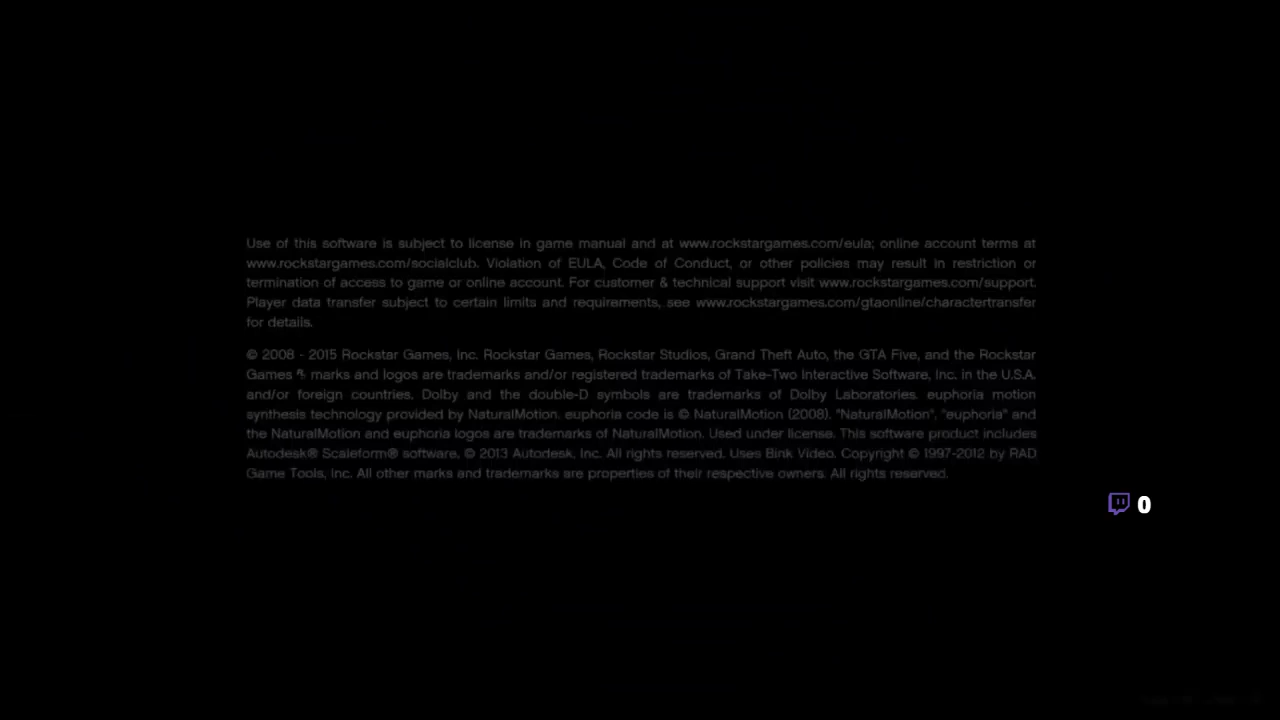 Use of this software is subject to license in game manual and at www.rockstargames.com/eula; online account terms at
www.rockstargames.com/socialclub. Violation of EULA, Code of Conduct, or other policies may result in restriction or
termination of access to game or online account. For customer & technical support visit www.rockstargames.com/support.
Player data transfer subject to certain limits and requirements, see www.rockstargames.com/gtaonline/charactertransfer
for details.
© 2008 - 2015 Rockstar Games, Inc. Rockstar Games, Rockstar Studios, Grand Theft Auto, the GTA Five, and the Rockstar
Games R* marks and logos are trademarks and/or registered trademarks of Take-Two Interactive Software, Inc. in the U.S.A.
and/or foreign countries. Dolby and the double-D symbols are trademarks of Dolby Laboratories. euphoria motion
synthesis technology provided by NaturalMotion. euphoria code is © NaturalMotion (2008). "NaturalMotion", "euphoria" and
the NaturalMotion and euphoria logos are trademarks of NaturalMotion. Used under license. This software product includes
Autodesk® Scaleform® software, © 2013 Autodesk, Inc. All rights reserved. Uses Bink Video. Copyright © 1997-2012 by RAD
Game Tools, Inc. All other marks and trademarks are properties of their respective owners. All rights reserved.
0